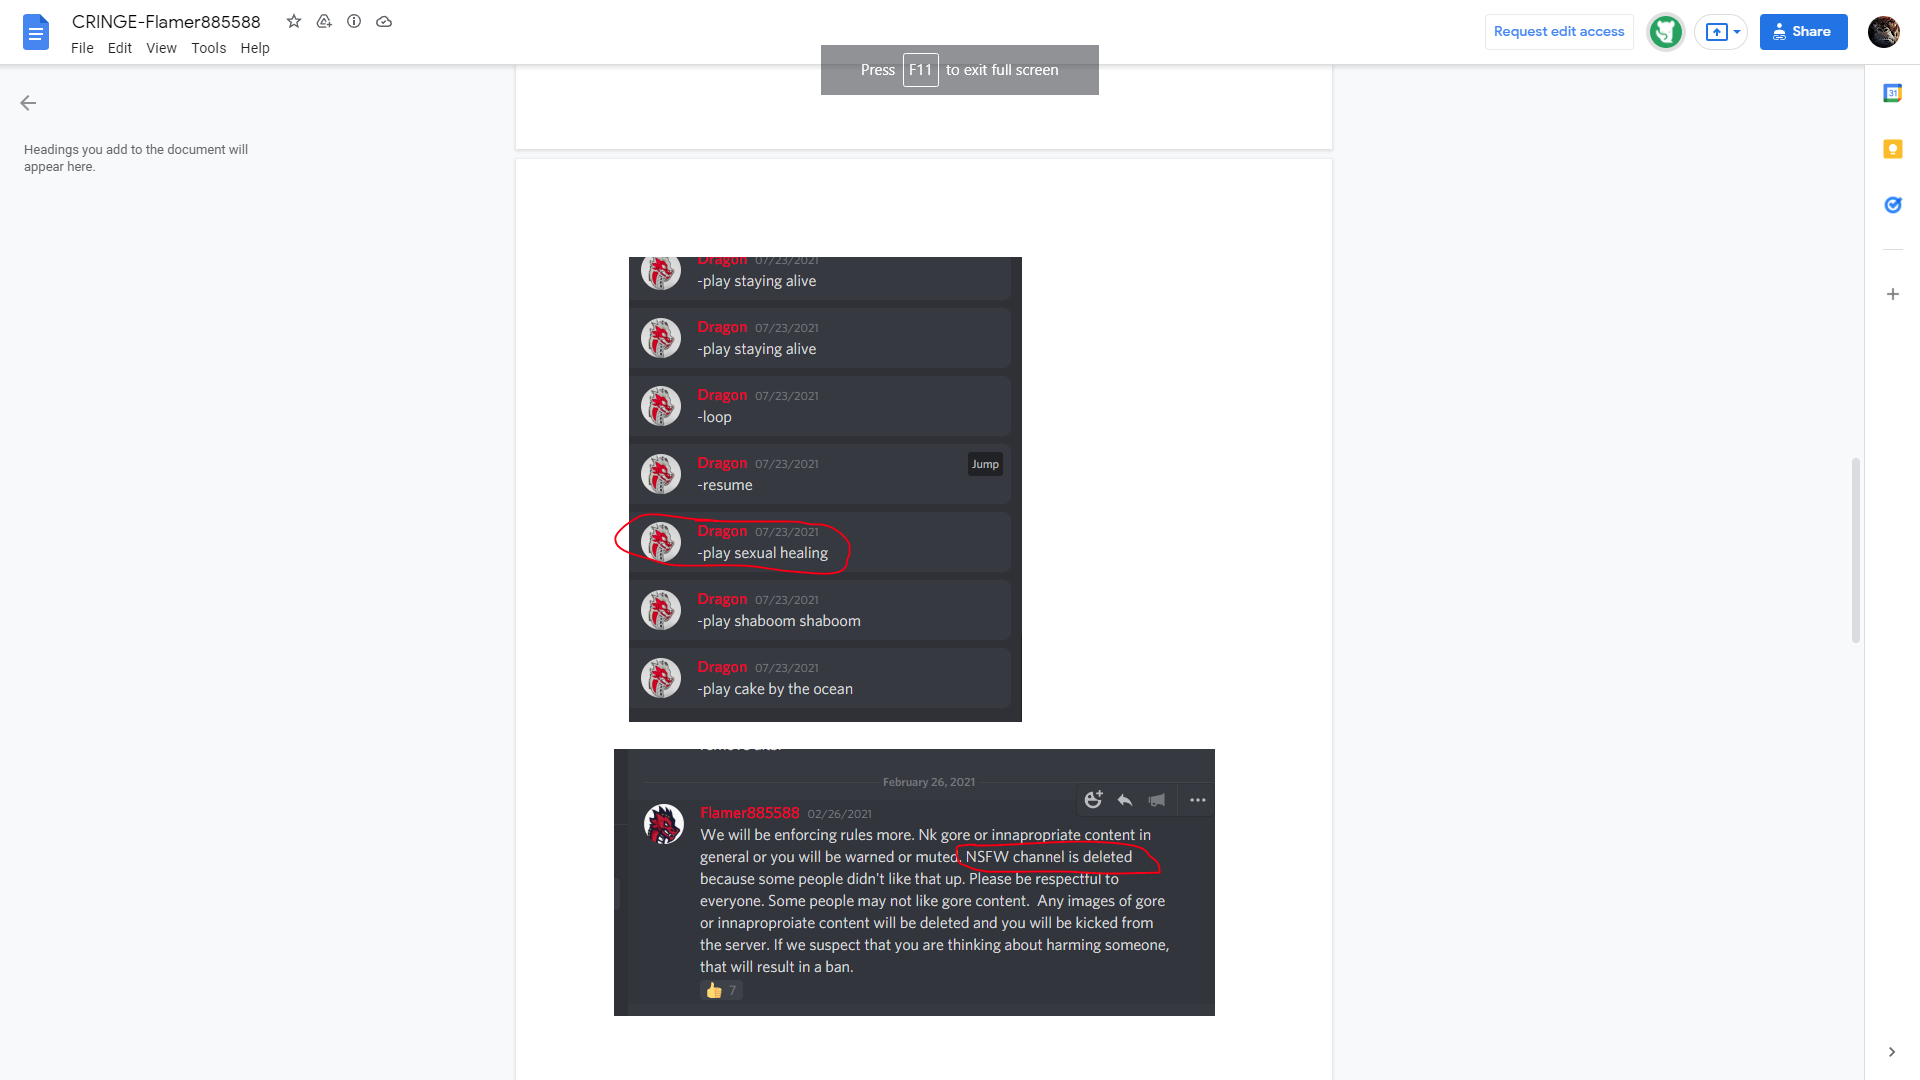 CRINGE-Flamer885588
File Edit View Tools Help
Request edit access
Share
Press F11 to exit full screen
31
Headings you add to the document will
appear here.
Dragon 07/23/2021
-play staying alive
Dragon 07/23/2021
-play staying alive
Dragon 07/23/2021
-loop
Dragon 07/23/2021
Jump
-resume
Dragon 07/23/2021
-play sexual healing
Dragon 07/23/2021
-play shaboom shaboom
Dragon 07/23/2021
-play cake by the ocean
February 26, 2021
Flamer885588 02/26/2021
We will be enforcing rules more. Nk gore or innapropriate content in
general or you will be warned or muted. NSFW channel is deleted
because some people didn't like that up. Please be respectful to
everyone. Some people may not like gore content. Any images of gore
or innaproproiate content will be deleted and you will be kicked from
the server. If we suspect that you are thinking about harming someone,
that will result in a ban.
7